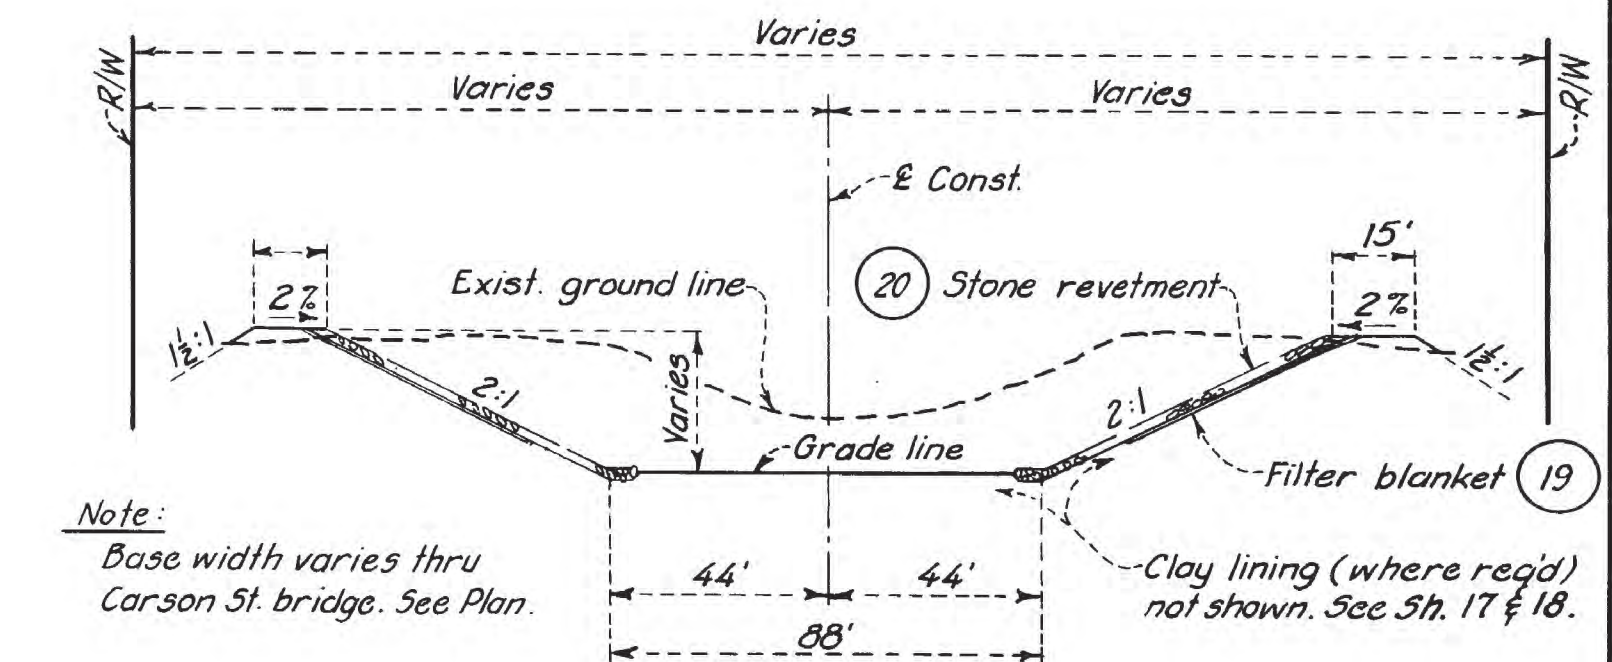 Varies
R/W
R/W
Varies
Varies
℄ Const.
15'
Exist. ground line
20
Stone revetment
2%
2%
1½:1
1½:1
2:1
Varies
2:1
Grade line
Filter blanket
19
Note:
Base width varies thru
Carson St. bridge. See Plan.
44'
44'
Clay lining (where req'd)
not shown. See Sh. 17 & 18.
88'